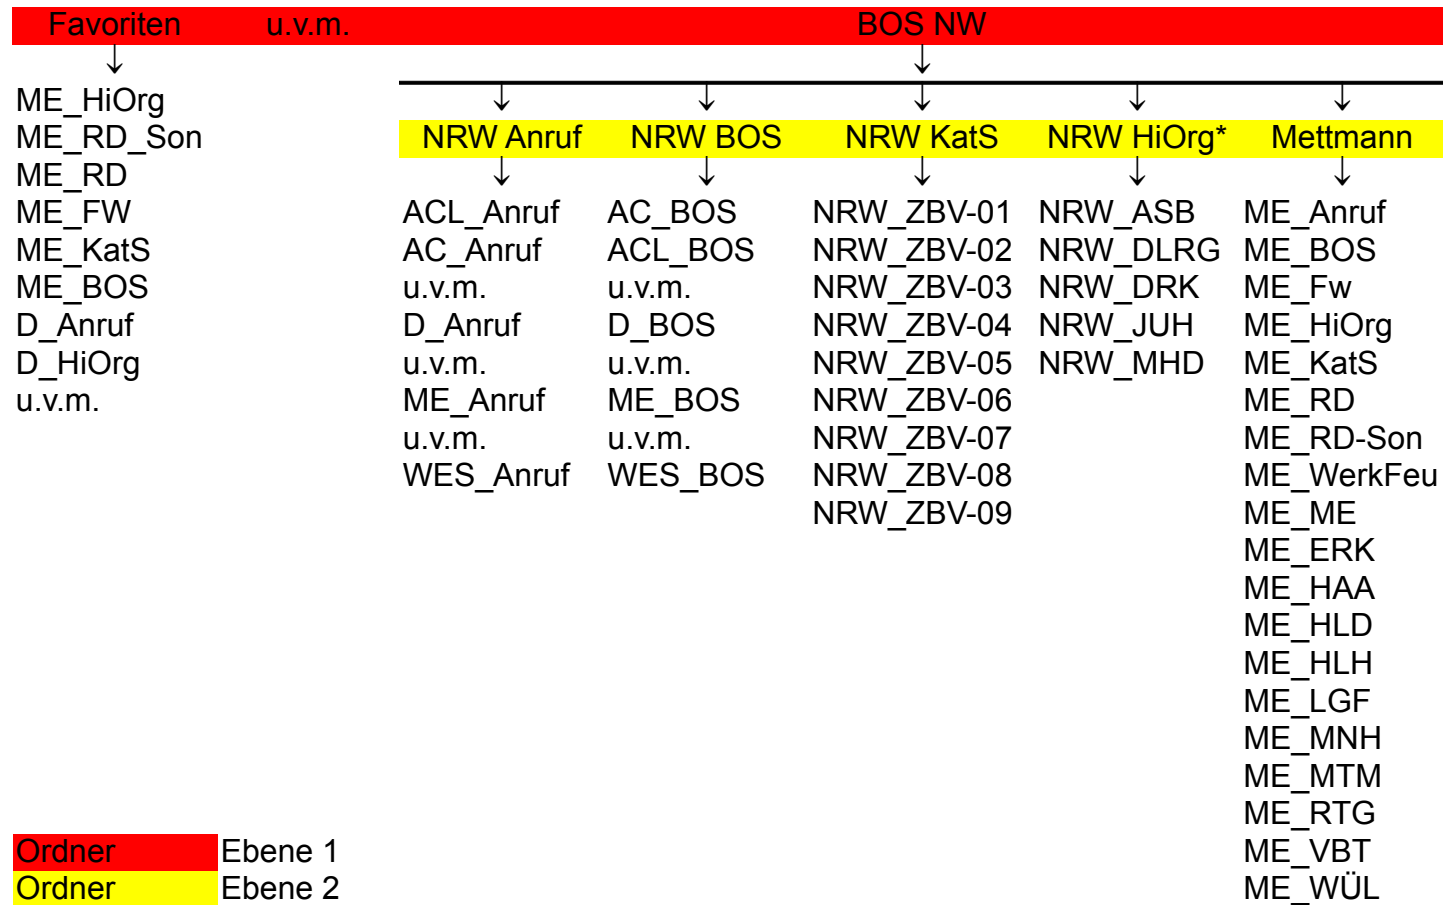 Favoriten u.v.m. BOS NW
ME_HiOrg
ME_RD_Son NRW Anruf NRW BOS NRW KatS NRW HiOrg* Mettmann
ME_RD
ME_FW ACL_Anruf AC_BOS NRW_ZBV-01 NRW_ASB ME_Anruf
ME_KatS AC_Anruf ACL_BOS NRW_ZBV-02 NRW_DLRG ME_BOS
ME_BOS u.v.m. u.v.m. NRW_ZBV-03 NRW_DRK ME_Fw
D_Anruf D_Anruf D_BOS NRW_ZBV-04 NRW_JUH ME_HiOrg
D_HiOrg u.v.m. u.v.m. NRW_ZBV-05 NRW_MHD ME_KatS
u.v.m. ME_Anruf ME_BOS NRW_ZBV-06 ME_RD
u.v.m. u.v.m. NRW_ZBV-07 ME_RD-Son
WES_Anruf WES_BOS NRW_ZBV-08 ME_WerkFeu
NRW_ZBV-09 ME_ME
ME_ERK
ME_HAA
ME_HLD
ME_HLH
ME_LGF
ME_MNH
ME_MTM
ME_RTG
Ordner Ebene 1 ME_VBT
Ordner Ebene 2 ME_WÜL